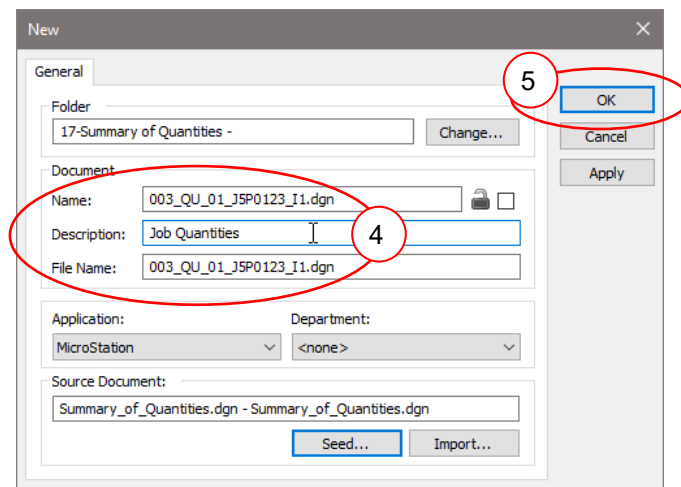 New
General
5
Folder
OK
17-Summary of Quantities -
Change...
Cancel
Document
Apply
Name:
003_QU_01_J5P0123_I1.dgn
Description:
Job Quantities
4
File Name:
003_QU_01_J5P0123_I1.dgn
Application:
Department:
MicroStation
<none>
Source Document:
Summary_of_Quantities.dgn - Summary_of_Quantities.dgn
Seed...
Import...